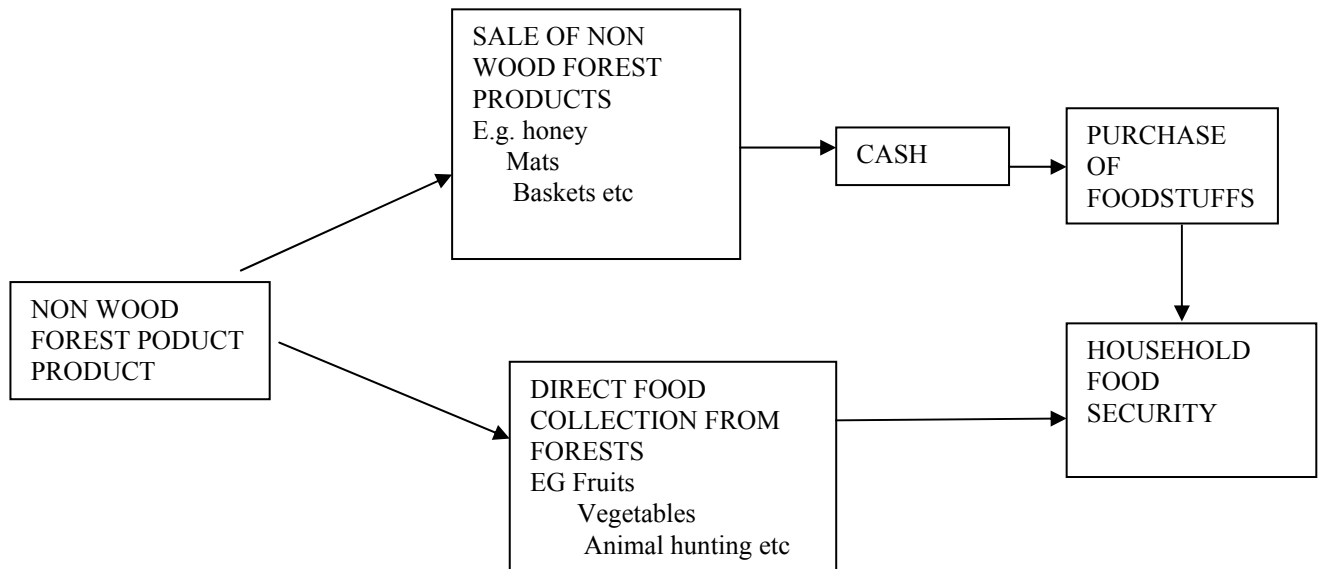 SALE OF NON
WOOD FOREST
PRODUCTS
E.g. honey
Mats
Baskets etc
CASH
PURCHASE
OF
FOODSTUFFS
NON WOOD
FOREST PODUCT
PRODUCT
DIRECT FOOD
COLLECTION FROM
FORESTS
EG Fruits
Vegetables
Animal hunting etc
HOUSEHOLD
FOOD
SECURITY